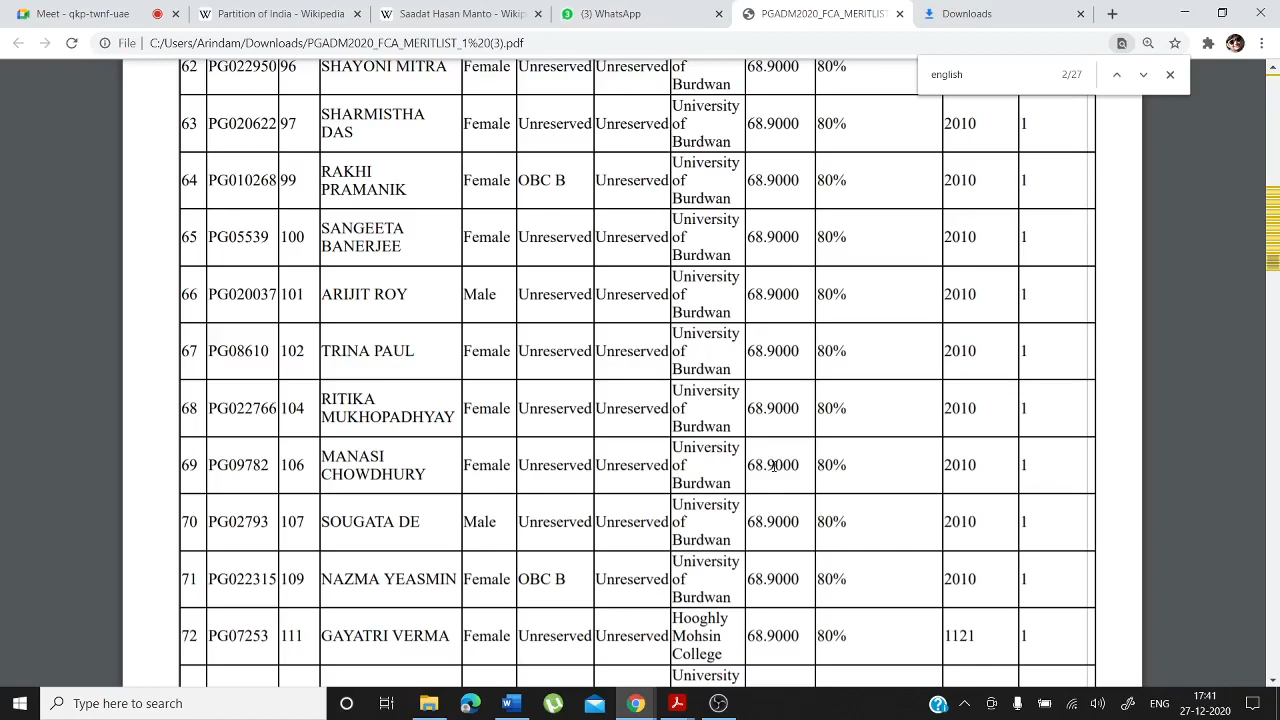 Meet - qkp-twnf-uae
Partition of India - Wikipedia
Saadat Hasan Manto - Wikip
(3) WhatsApp
PGADM2020_FCA_MERITLIST_
Downloads
File C:/Users/Arindam/Downloads/PGADM2020_FCA_MERITLIST_1%20(3).pdf
english 2/27
62 PG022950 96 SHAYONI MITRA Female Unreserved Unreserved of Burdwan 68.9000 80%
63 PG020622 97 SHARMISTHA DAS Female Unreserved Unreserved University of Burdwan 68.9000 80% 2010 1
64 PG010268 99 RAKHI PRAMANIK Female OBC B Unreserved University of Burdwan 68.9000 80% 2010 1
65 PG05539 100 SANGEETA BANERJEE Female Unreserved Unreserved University of Burdwan 68.9000 80% 2010 1
66 PG020037 101 ARIJIT ROY Male Unreserved Unreserved University of Burdwan 68.9000 80% 2010 1
67 PG08610 102 TRINA PAUL Female Unreserved Unreserved University of Burdwan 68.9000 80% 2010 1
68 PG022766 104 RITIKA MUKHOPADHYAY Female Unreserved Unreserved University of Burdwan 68.9000 80% 2010 1
69 PG09782 106 MANASI CHOWDHURY Female Unreserved Unreserved University of Burdwan 68.9000 80% 2010 1
70 PG02793 107 SOUGATA DE Male Unreserved Unreserved University of Burdwan 68.9000 80% 2010 1
71 PG022315 109 NAZMA YEASMIN Female OBC B Unreserved University of Burdwan 68.9000 80% 2010 1
72 PG07253 111 GAYATRI VERMA Female Unreserved Unreserved Hooghly Mohsin College 68.9000 80% 1121 1
University
Type here to search
ENG
17:41
27-12-2020